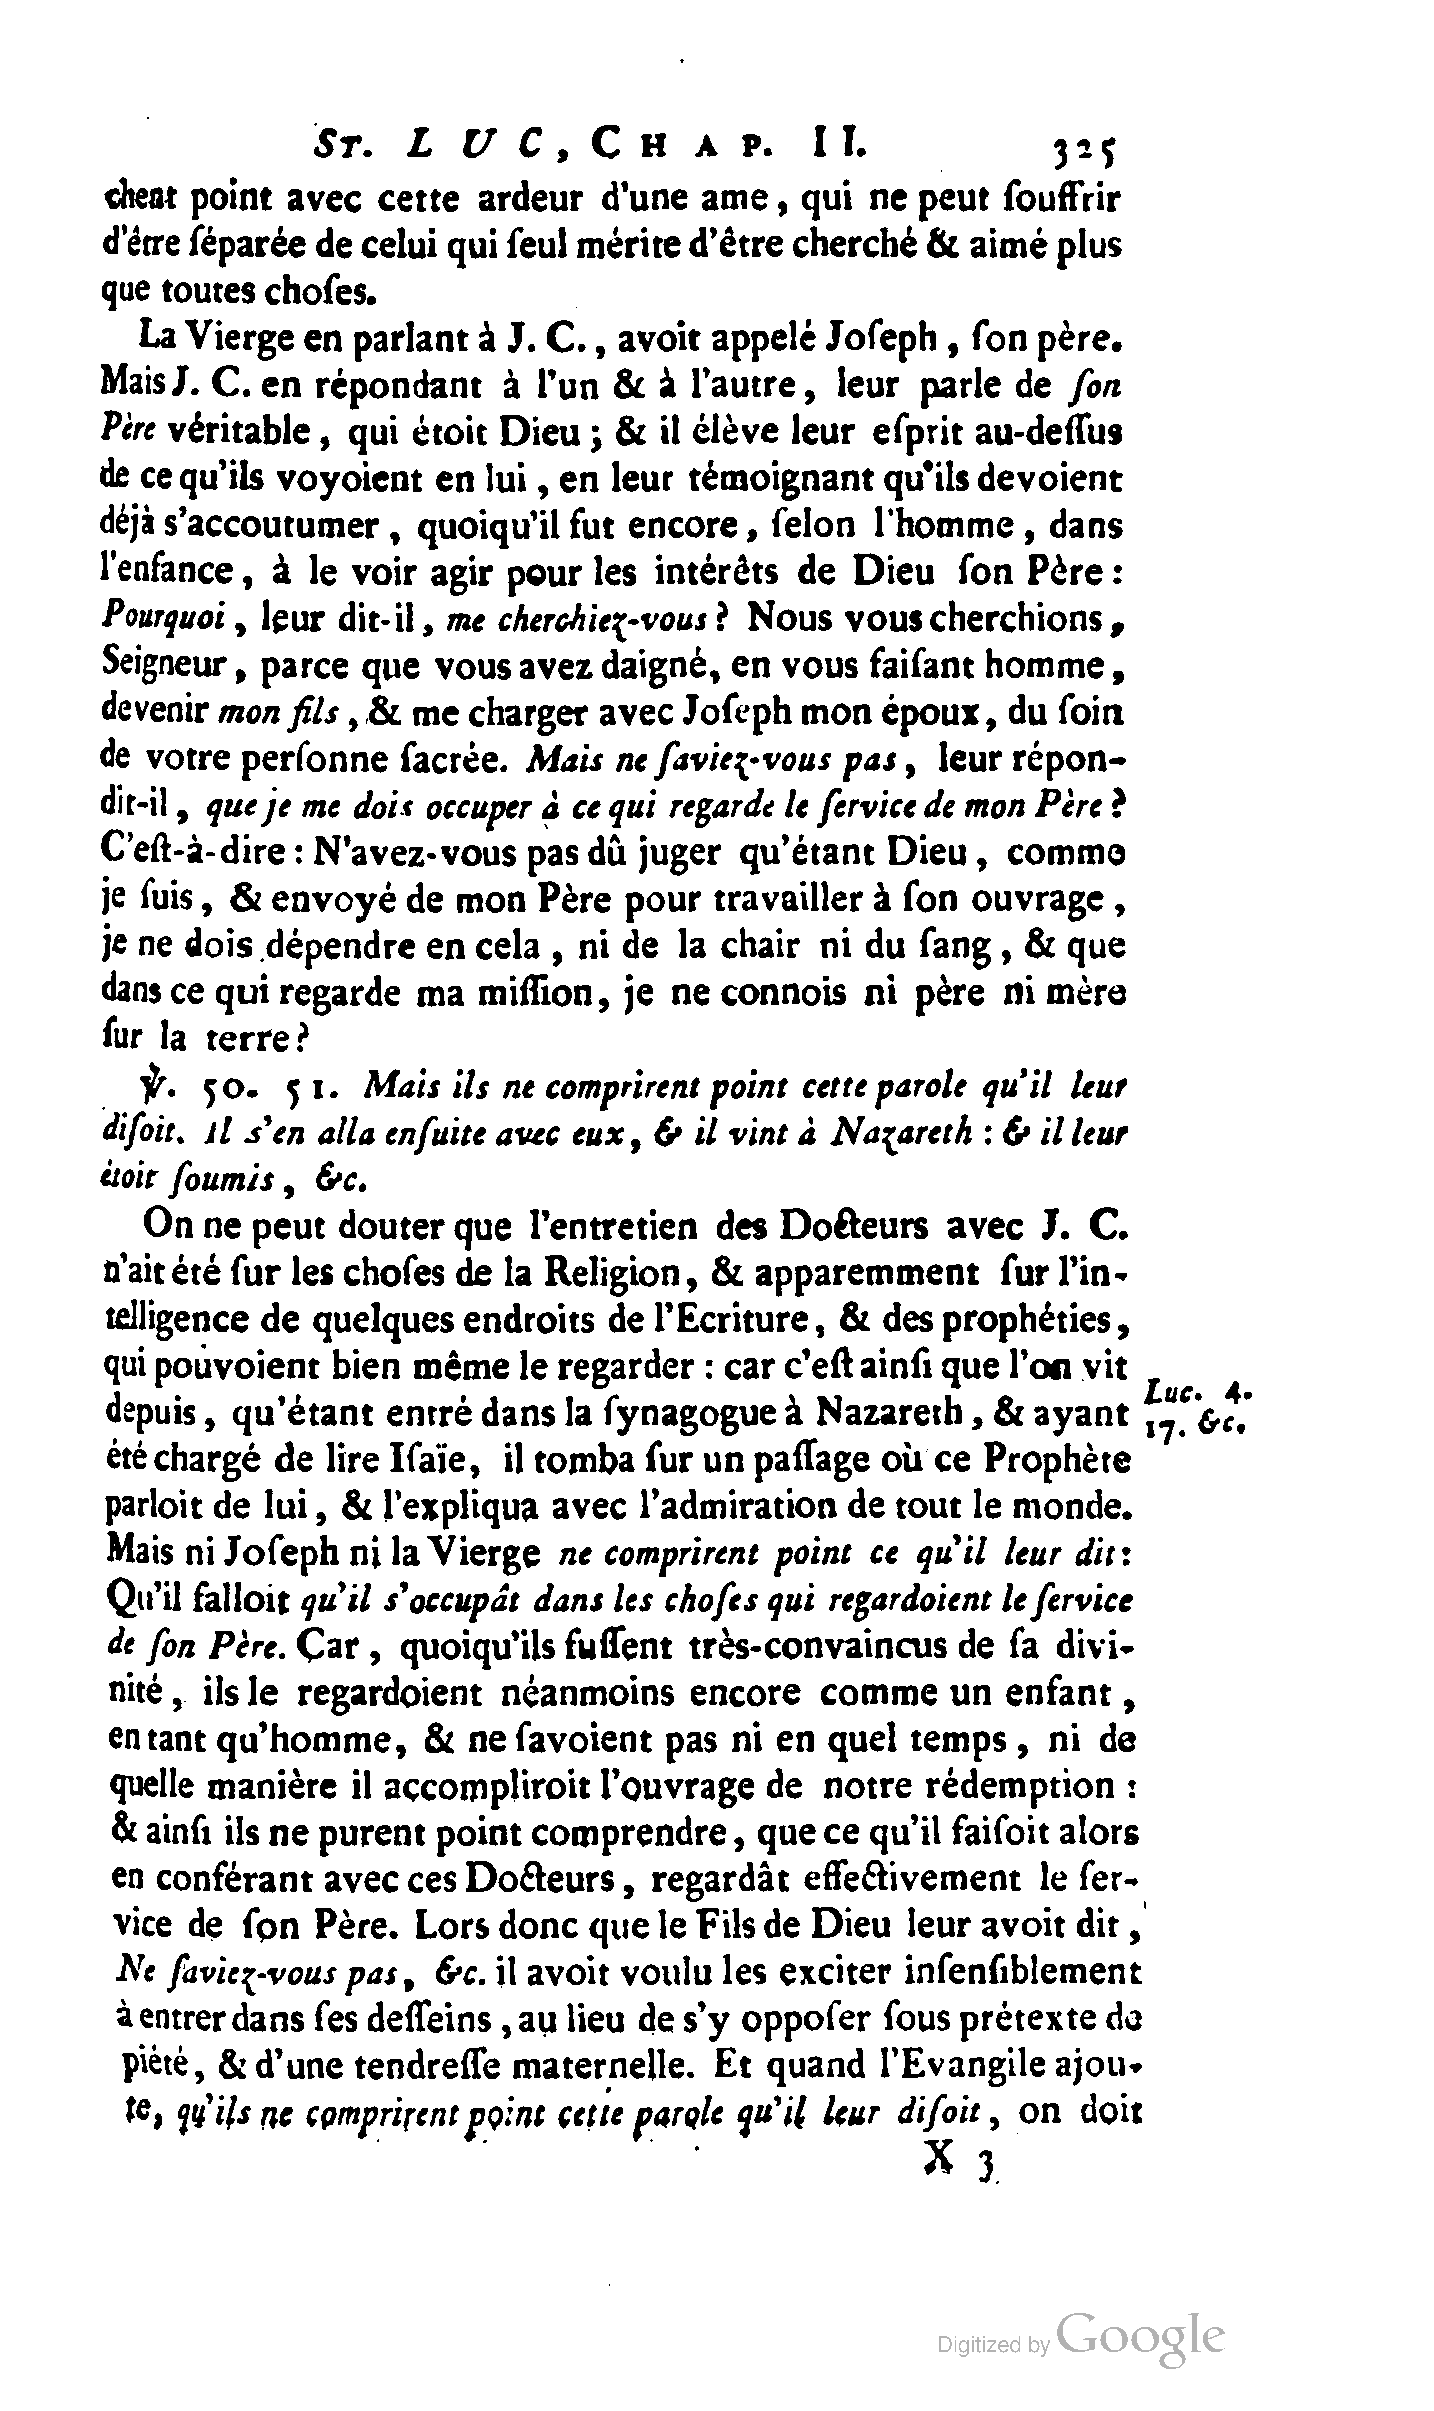 ST. LUC, CHAP. II. 325
chent point avec cette ardeur d'une ame, qui ne peut ſouffrir
d'être ſéparée de celui qui ſeul mérite d'être cherché & aimé plus
que toutes choſes.
La Vierge en parlant à J. C., avoit appelé Joſeph, ſon père.
Mais J. C. en répondant à l'un & à l'autre, leur parle de ſon
Père véritable, qui étoit Dieu; & il élève leur eſprit au-deſſus
de ce qu'ils voyoient en lui, en leur témoignant qu'ils devoient
déjà s'accoutumer, quoiqu'il fut encore, ſelon l'homme, dans
l'enfance, à le voir agir pour les intérêts de Dieu ſon Père:
Pourquoi, leur dit-il, me cherchiez-vous? Nous vous cherchions,
Seigneur, parce que vous avez daigné, en vous faiſant homme,
devenir mon fils, & me charger avec Joſeph mon époux, du ſoin
de votre perſonne ſacrée. Mais ne ſaviez-vous pas, leur répon-
dit-il, que je me dois occuper à ce qui regarde le ſervice de mon Père?
C'eſt-à-dire: N'avez-vous pas dû juger qu'étant Dieu, comme
je ſuis, & envoyé de mon Père pour travailler à ſon ouvrage,
je ne dois dépendre en cela, ni de la chair ni du ſang, & que
dans ce qui regarde ma miſſion, je ne connois ni père ni mère
ſur la terre?
℣. 50. 51. Mais ils ne comprirent point cette parole qu'il leur
diſoit. Il s'en alla enſuite avec eux, & il vint à Nazareth: & il leur
étoit ſoumis, &c.
On ne peut douter que l'entretien des Docteurs avec J. C.
n'ait été ſur les choſes de la Religion, & apparemment ſur l'in-
telligence de quelques endroits de l'Ecriture, & des prophéties,
qui pouvoient bien même le regarder: car c'eſt ainſi que l'on vit
depuis, qu'étant entré dans la ſynagogue à Nazareth, & ayant
Luc. 4.
17. &c.
été chargé de lire Iſaïe, il tomba ſur un paſſage où ce Prophète
parloit de lui, & l'expliqua avec l'admiration de tout le monde.
Mais ni Joſeph ni la Vierge ne comprirent point ce qu'il leur dit:
Qu'il falloit qu'il s'occupât dans les choſes qui regardoient le ſervice
de ſon Père. Car, quoiqu'ils fuſſent très-convaincus de ſa divi-
nité, ils le regardoient néanmoins encore comme un enfant,
en tant qu'homme, & ne ſavoient pas ni en quel temps, ni de
quelle manière il accompliroit l'ouvrage de notre rédemption:
& ainſi ils ne purent point comprendre, que ce qu'il faiſoit alors
en conférant avec ces Docteurs, regardât effectivement le ſer-
vice de ſon Père. Lors donc que le Fils de Dieu leur avoit dit,
Ne ſaviez-vous pas, &c. il avoit voulu les exciter inſenſiblement
à entrer dans ſes deſſeins, au lieu de s'y oppoſer ſous prétexte de
piété, & d'une tendreſſe maternelle. Et quand l'Evangile ajou-
te, qu'ils ne comprirent point cette parole qu'il leur diſoit, on doit
X 3
Digitized by Google